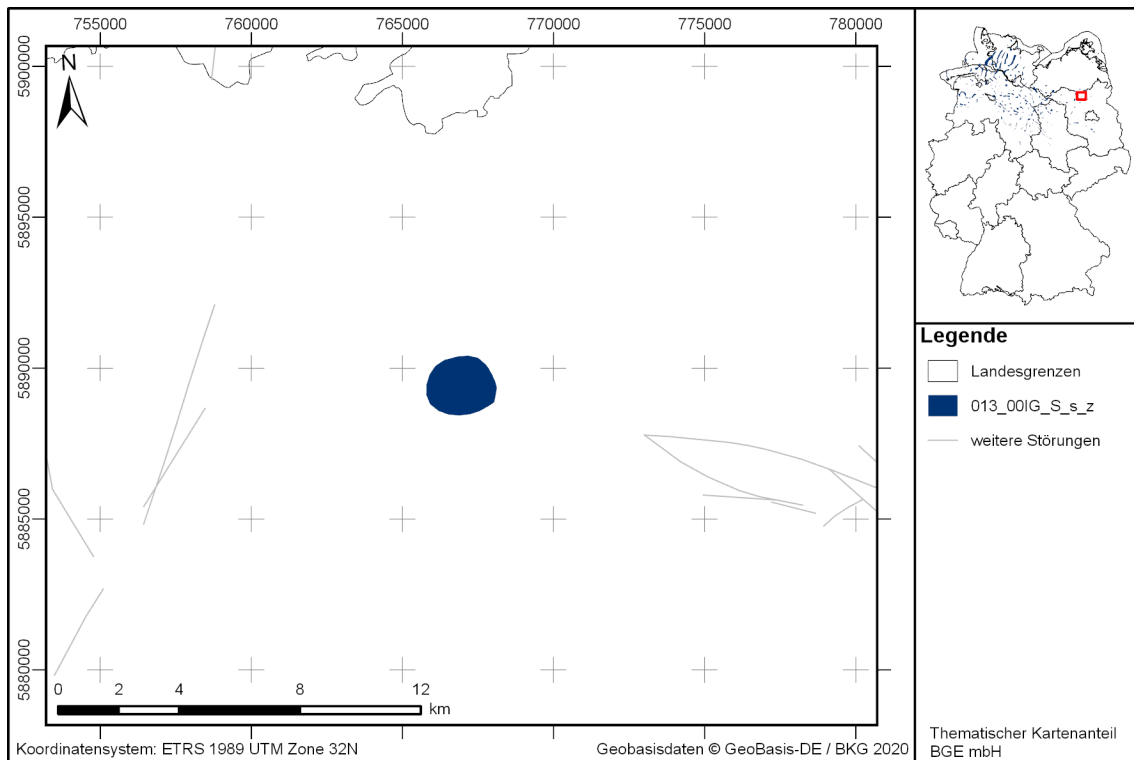 755000 760000 765000 770000 775000 780000
5900000
5895000
5890000
5885000
5880000
N
0 2 4 8 12
km
Koordinatensystem: ETRS 1989 UTM Zone 32N
Geobasisdaten © GeoBasis-DE / BKG 2020
Legende
Landesgrenzen
013_00IG_S_s_z
weitere Störungen
Thematischer Kartenanteil
BGE mbH